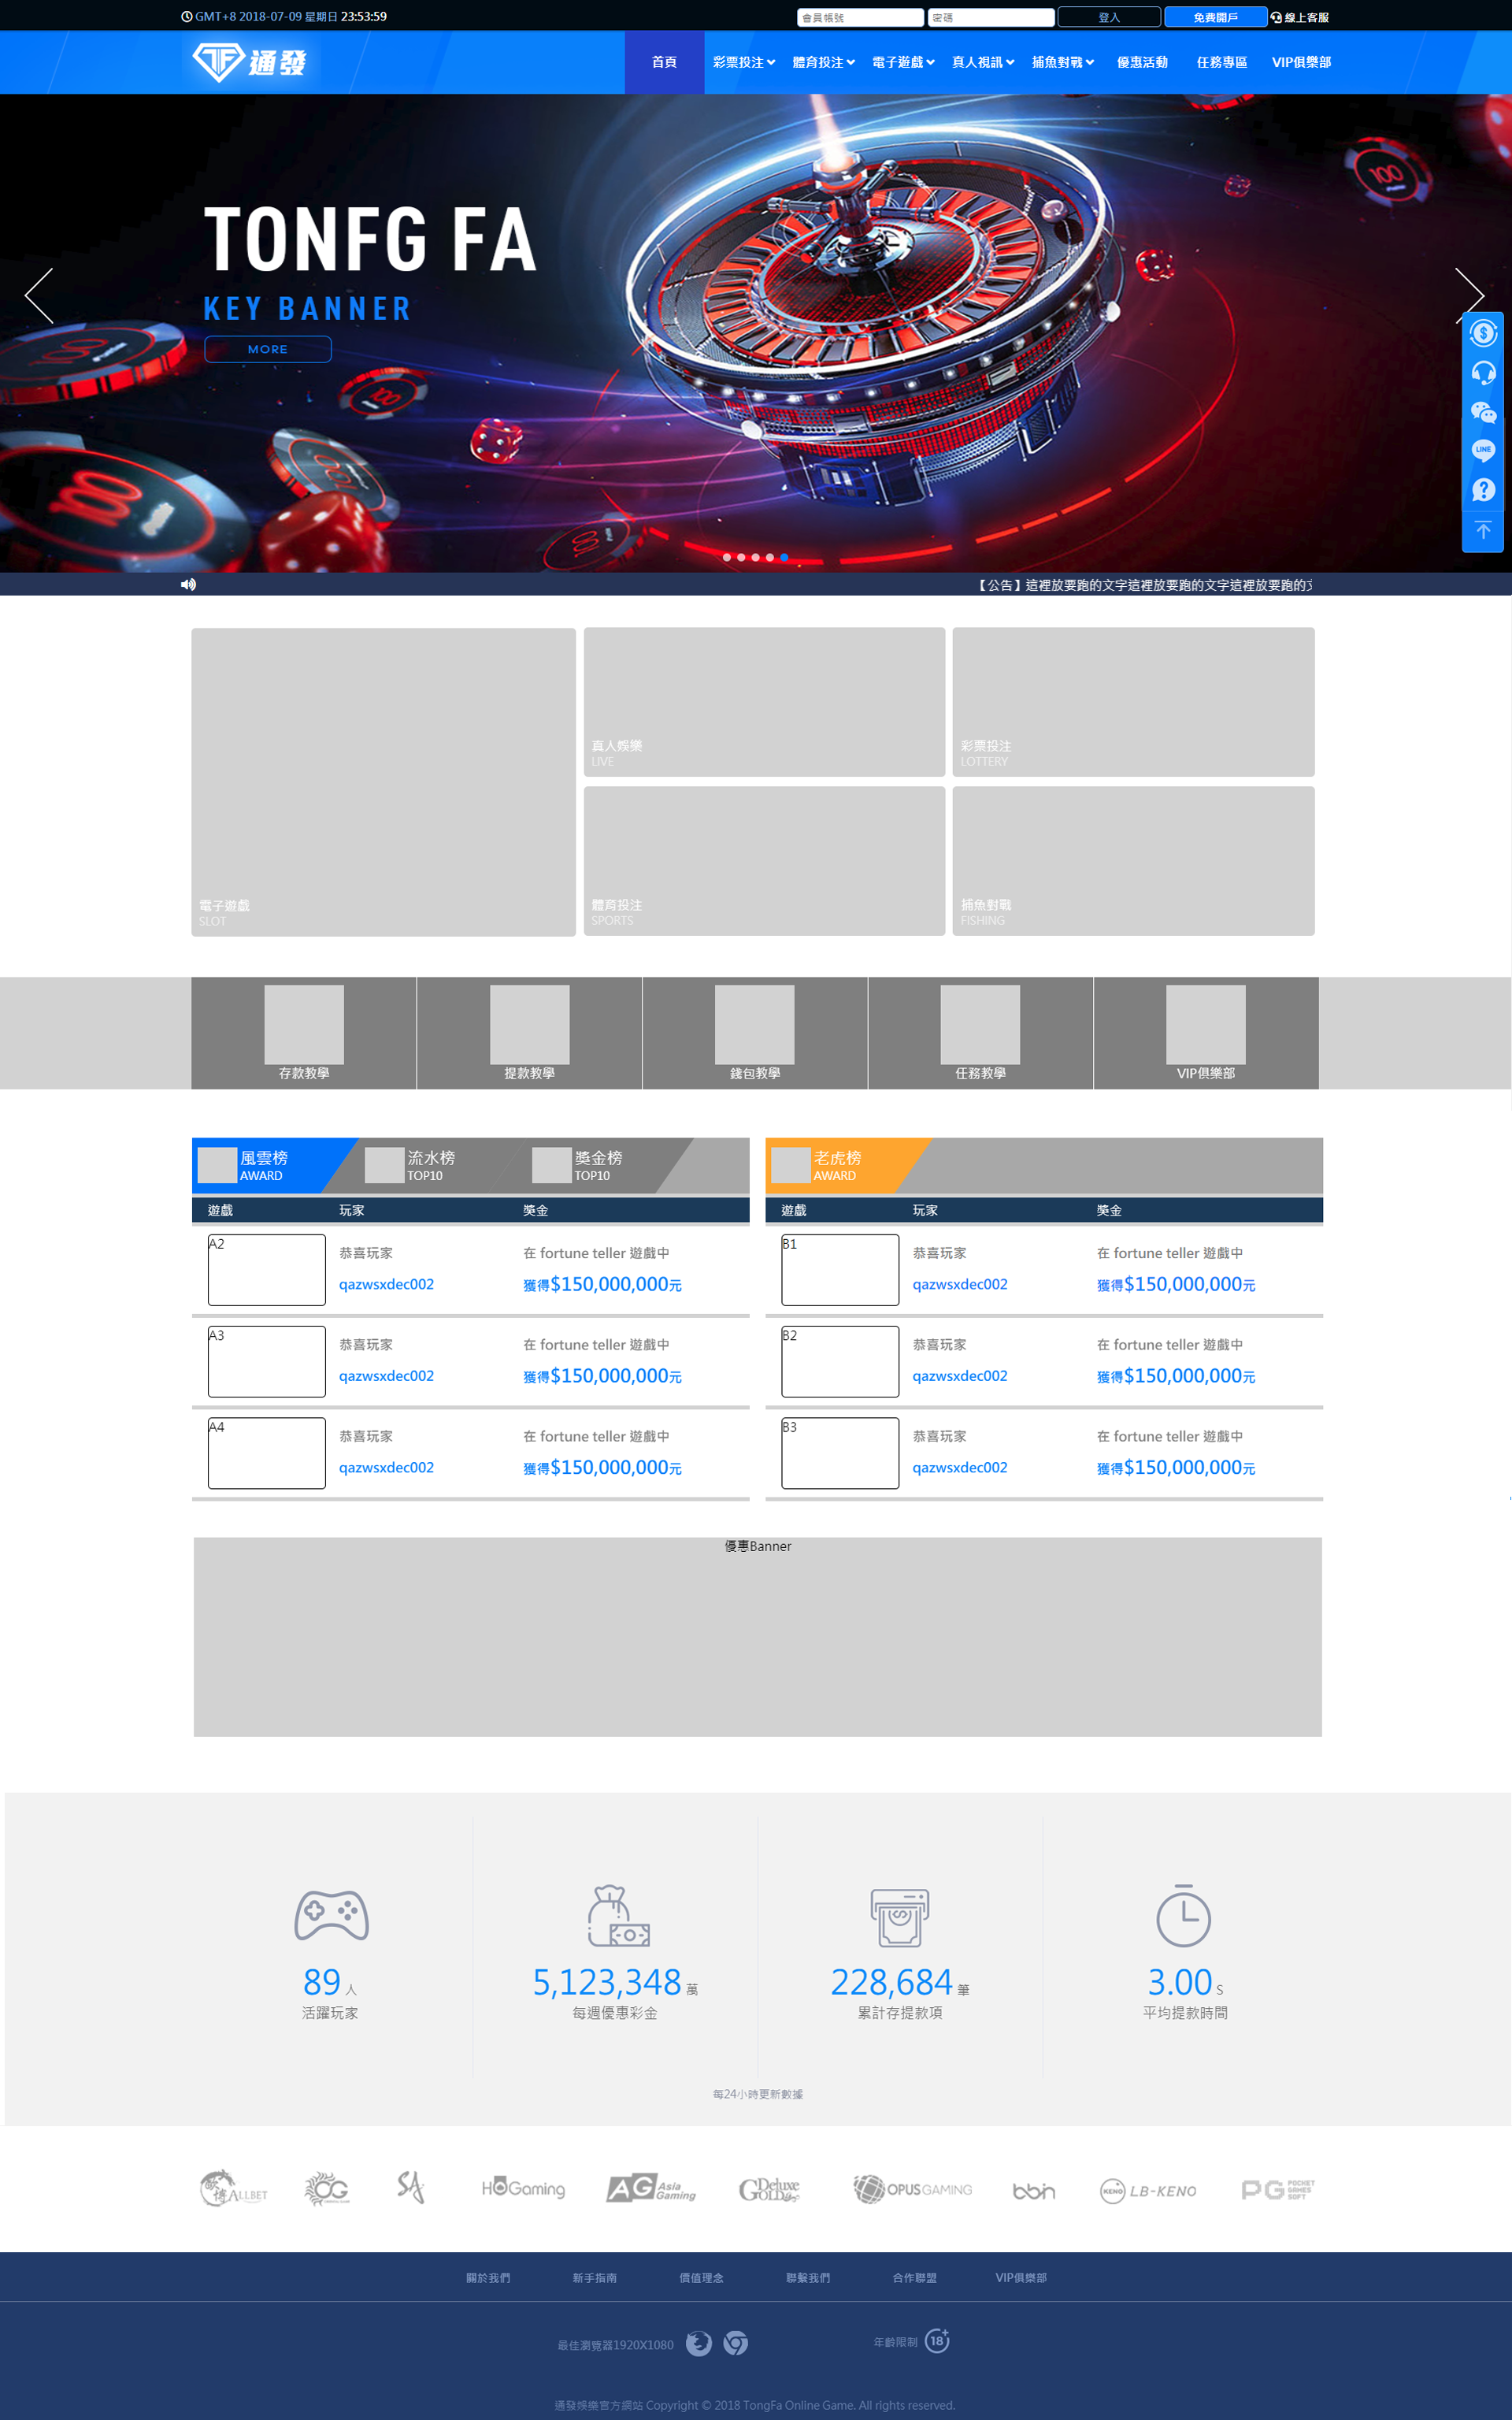 GMT+8 2018-07-09 星期日 23:53:59
會員帳號 密碼 登入 免費開戶 線上客服
通發
首頁 彩票投注 體育投注 電子遊戲 真人視訊 捕魚對戰 優惠活動 任務專區 VIP俱樂部
TONFG FA
KEY BANNER
MORE
LINE
【公告】這裡放要跑的文字這裡放要跑的文字這裡放要跑的文
電子遊戲
SLOT
真人娛樂
LIVE
彩票投注
LOTTERY
體育投注
SPORTS
捕魚對戰
FISHING
存款教學 提款教學 錢包教學 任務教學 VIP俱樂部
風雲榜
AWARD
流水榜
TOP10
獎金榜
TOP10
遊戲 玩家 獎金
A2
恭喜玩家 在 fortune teller 遊戲中
qazwsxdec002 獲得$150,000,000元
A3
恭喜玩家 在 fortune teller 遊戲中
qazwsxdec002 獲得$150,000,000元
A4
恭喜玩家 在 fortune teller 遊戲中
qazwsxdec002 獲得$150,000,000元
老虎榜
AWARD
遊戲 玩家 獎金
B1
恭喜玩家 在 fortune teller 遊戲中
qazwsxdec002 獲得$150,000,000元
B2
恭喜玩家 在 fortune teller 遊戲中
qazwsxdec002 獲得$150,000,000元
B3
恭喜玩家 在 fortune teller 遊戲中
qazwsxdec002 獲得$150,000,000元
優惠Banner
89 人
活躍玩家
5,123,348 萬
每週優惠彩金
228,684 筆
累計存提款項
3.00 S
平均提款時間
每24小時更新數據
博 ALLBET
OG
SA
HOGaming
AG Asia Gaming
GDeluxe GOLD
OPUSGAMING
bbin
KENO LB-KENO
PG POCKET GAMES SOFT
關於我們 新手指南 價值理念 聯繫我們 合作聯盟 VIP俱樂部
最佳瀏覽器1920X1080
年齡限制 18+
通發娛樂官方網站 Copyright © 2018 TongFa Online Game. All rights reserved.